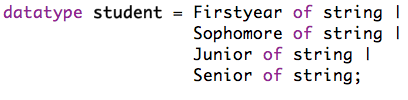 datatype student = Firstyear of string |
Sophomore of string |
Junior of string |
Senior of string;